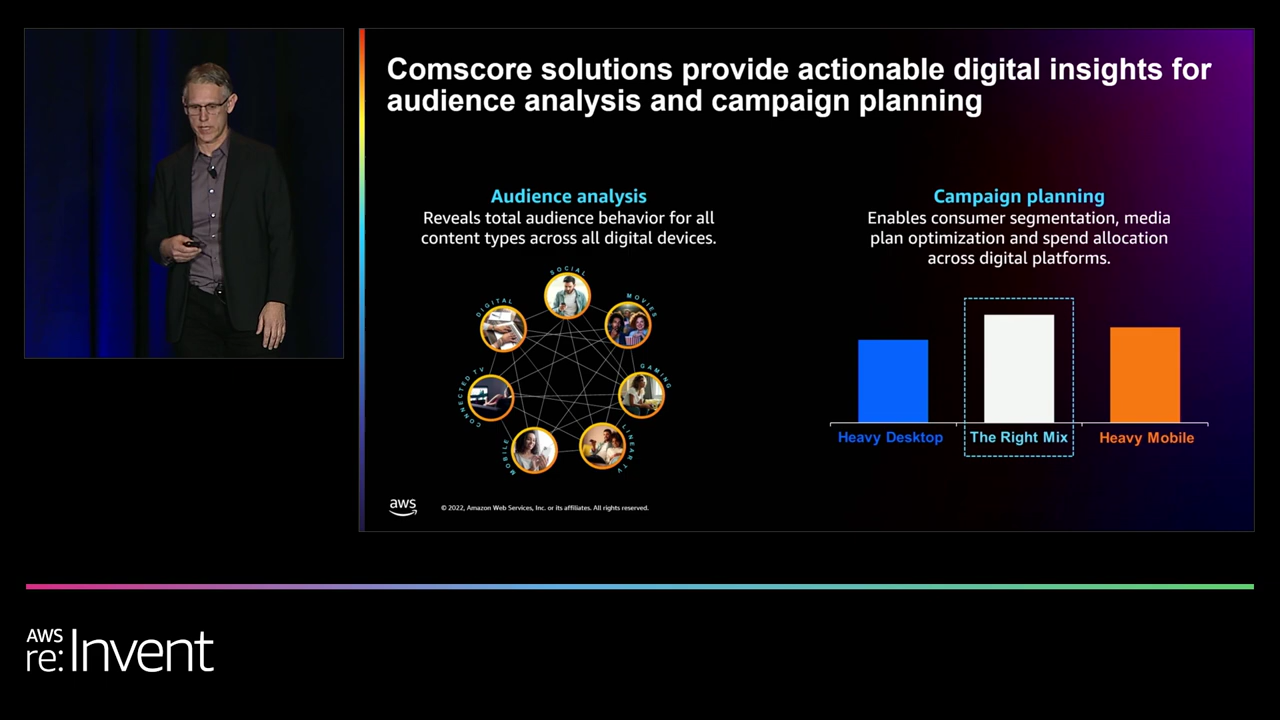 Comscore solutions provide actionable digital insights for
audience analysis and campaign planning
Audience analysis
Reveals total audience behavior for all
content types across all digital devices.
SOCIAL
MOVIES
GAMING
LINEAR TV
MOBILE
CONNECTED TV
DIGITAL
Campaign planning
Enables consumer segmentation, media
plan optimization and spend allocation
across digital platforms.
Heavy Desktop
The Right Mix
Heavy Mobile
aws
© 2022, Amazon Web Services, Inc. or its affiliates. All rights reserved.
AWS
re:Invent